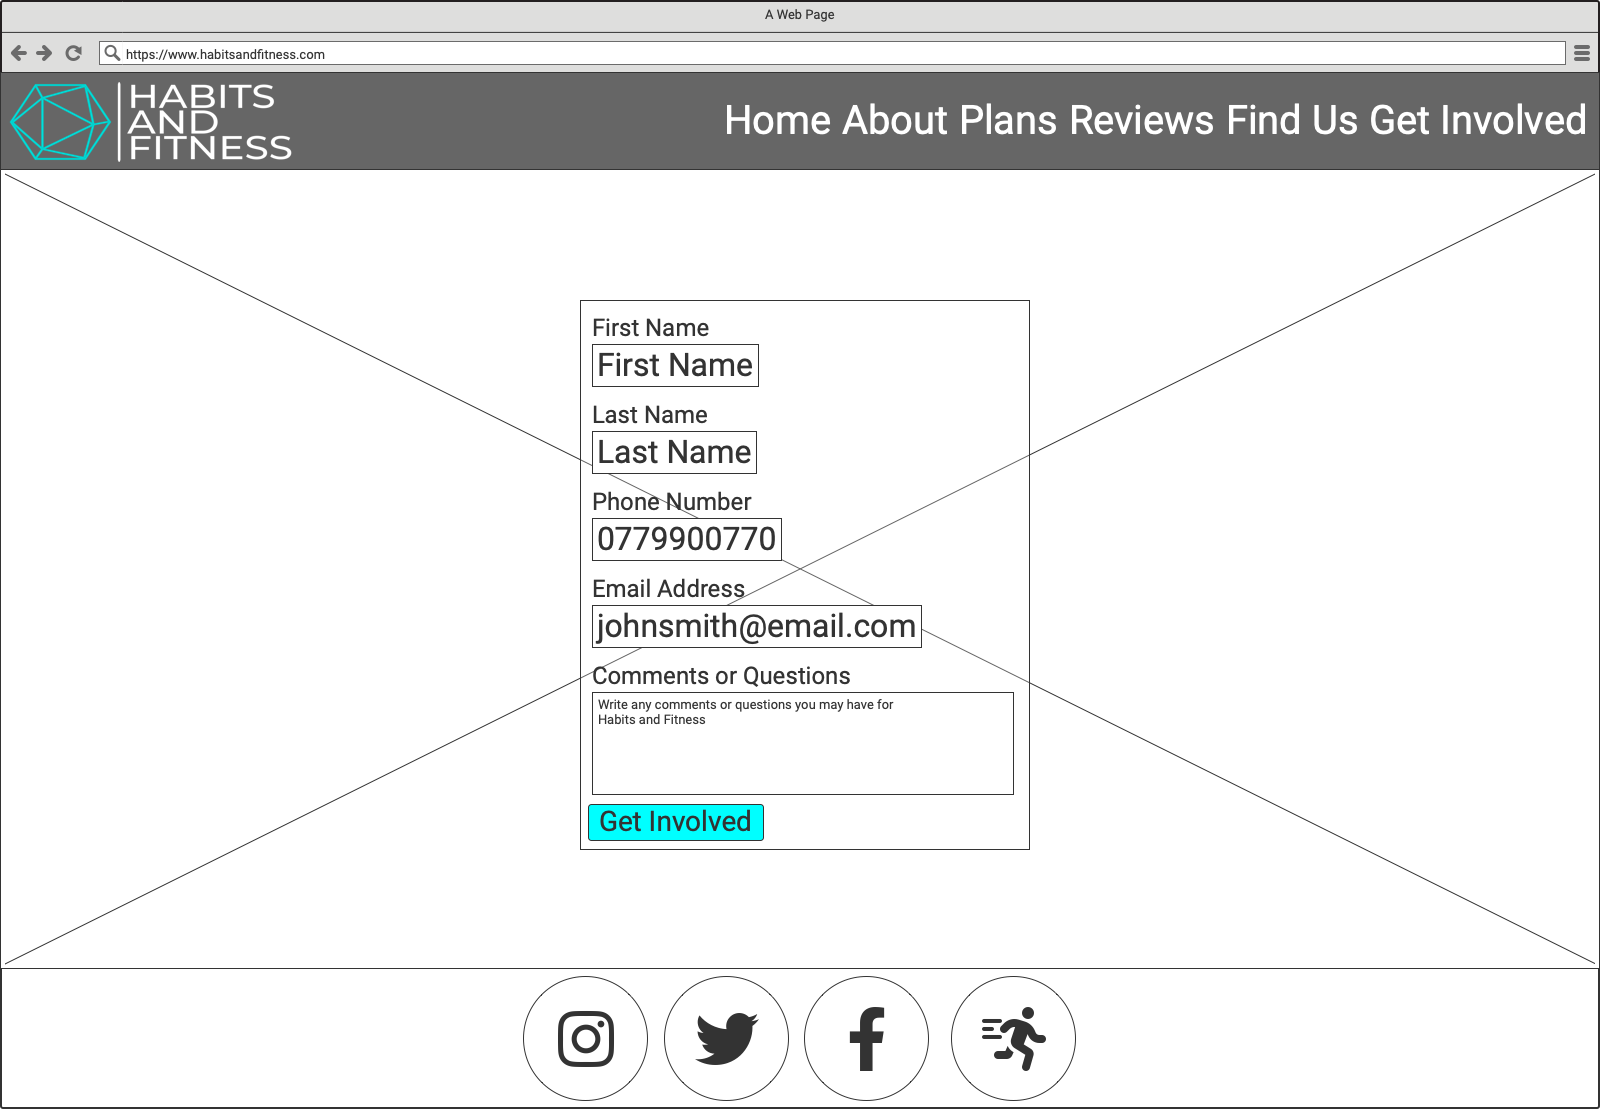 A Web Page
https://www.habitsandfitness.com
HABITS
AND
FITNESS
Home About Plans Reviews Find Us Get Involved
First Name
First Name
Last Name
Last Name
Phone Number
0779900770
Email Address
johnsmith@email.com
Comments or Questions
Write any comments or questions you may have for
Habits and Fitness
Get Involved